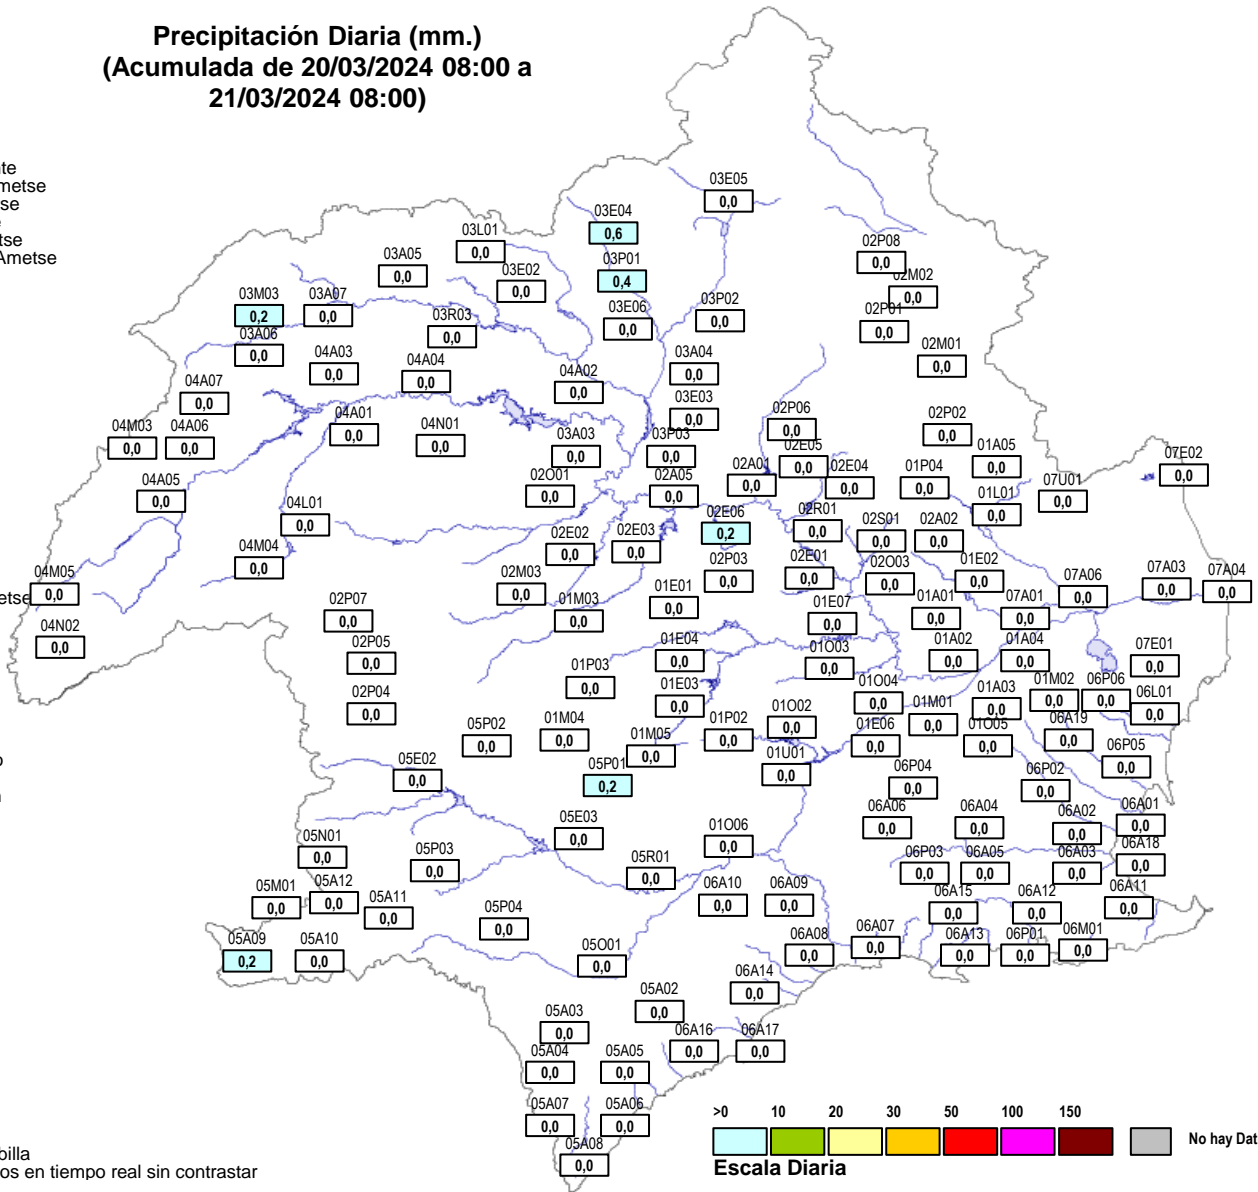 Precipitación Diaria (mm.)
(Acumulada de 20/03/2024 08:00 a
21/03/2024 08:00)
te
metse
se
tse
Ametse
03E05
0,0
03E04
0,6
03L01
0,0
03P01
0,4
03A05
0,0
03E02
0,0
02P08
0,0
02M02
0,0
03M03
0,2
03A07
0,0
03R03
0,0
03E06
0,0
03P02
0,0
02P01
0,0
03A06
0,0
04A03
0,0
04A04
0,0
04A02
0,0
03A04
0,0
02M01
0,0
04A07
0,0
03E03
0,0
04M03
0,0
04A06
0,0
04A01
0,0
04N01
0,0
03A03
0,0
03P03
0,0
02P06
0,0
02P02
0,0
02E05
0,0
01A05
0,0
07E02
0,0
04A05
0,0
02O01
0,0
02A05
0,0
02A01
0,0
02E04
0,0
01P04
0,0
07U01
0,0
01L01
0,0
04L01
0,0
02E06
0,2
02R01
0,0
02S01
0,0
02A02
0,0
04M04
0,0
02E02
0,0
02E03
0,0
02P03
0,0
02E01
0,0
02O03
0,0
01E02
0,0
04M05
0,0
etse
02M03
0,0
07A06
0,0
07A03
0,0
07A04
0,0
02P07
0,0
01M03
0,0
01E01
0,0
01E07
0,0
01A01
0,0
07A01
0,0
04N02
0,0
02P05
0,0
01E04
0,0
01O03
0,0
01A02
0,0
01A04
0,0
07E01
0,0
02P04
0,0
01P03
0,0
01E03
0,0
01O04
0,0
01A03
0,0
01M02
0,0
06P06
0,0
06L01
0,0
05P02
0,0
01M04
0,0
01M05
0,0
01P02
0,0
01O02
0,0
01E06
0,0
01M01
0,0
01O05
0,0
06A19
0,0
06P05
0,0
o
05E02
0,0
05P01
0,2
01U01
0,0
06P04
0,0
06P02
0,0
05E03
0,0
01O06
0,0
06A06
0,0
06A04
0,0
06A02
0,0
06A01
0,0
05N01
0,0
05P03
0,0
05R01
0,0
06P03
0,0
06A05
0,0
06A03
0,0
06A18
0,0
05M01
0,0
05A12
0,0
05A11
0,0
06A10
0,0
06A09
0,0
06A15
0,0
06A12
0,0
06A11
0,0
05P04
0,0
05A09
0,2
05A10
0,0
05O01
0,0
06A08
0,0
06A07
0,0
06A13
0,0
06P01
0,0
06M01
0,0
05A02
0,0
06A14
0,0
05A03
0,0
06A16
0,0
06A17
0,0
05A04
0,0
05A05
0,0
05A07
0,0
05A06
0,0
05A08
0,0
>0 10 20 30 50 100 150
No hay Dat
Escala Diaria
billa
os en tiempo real sin contrastar